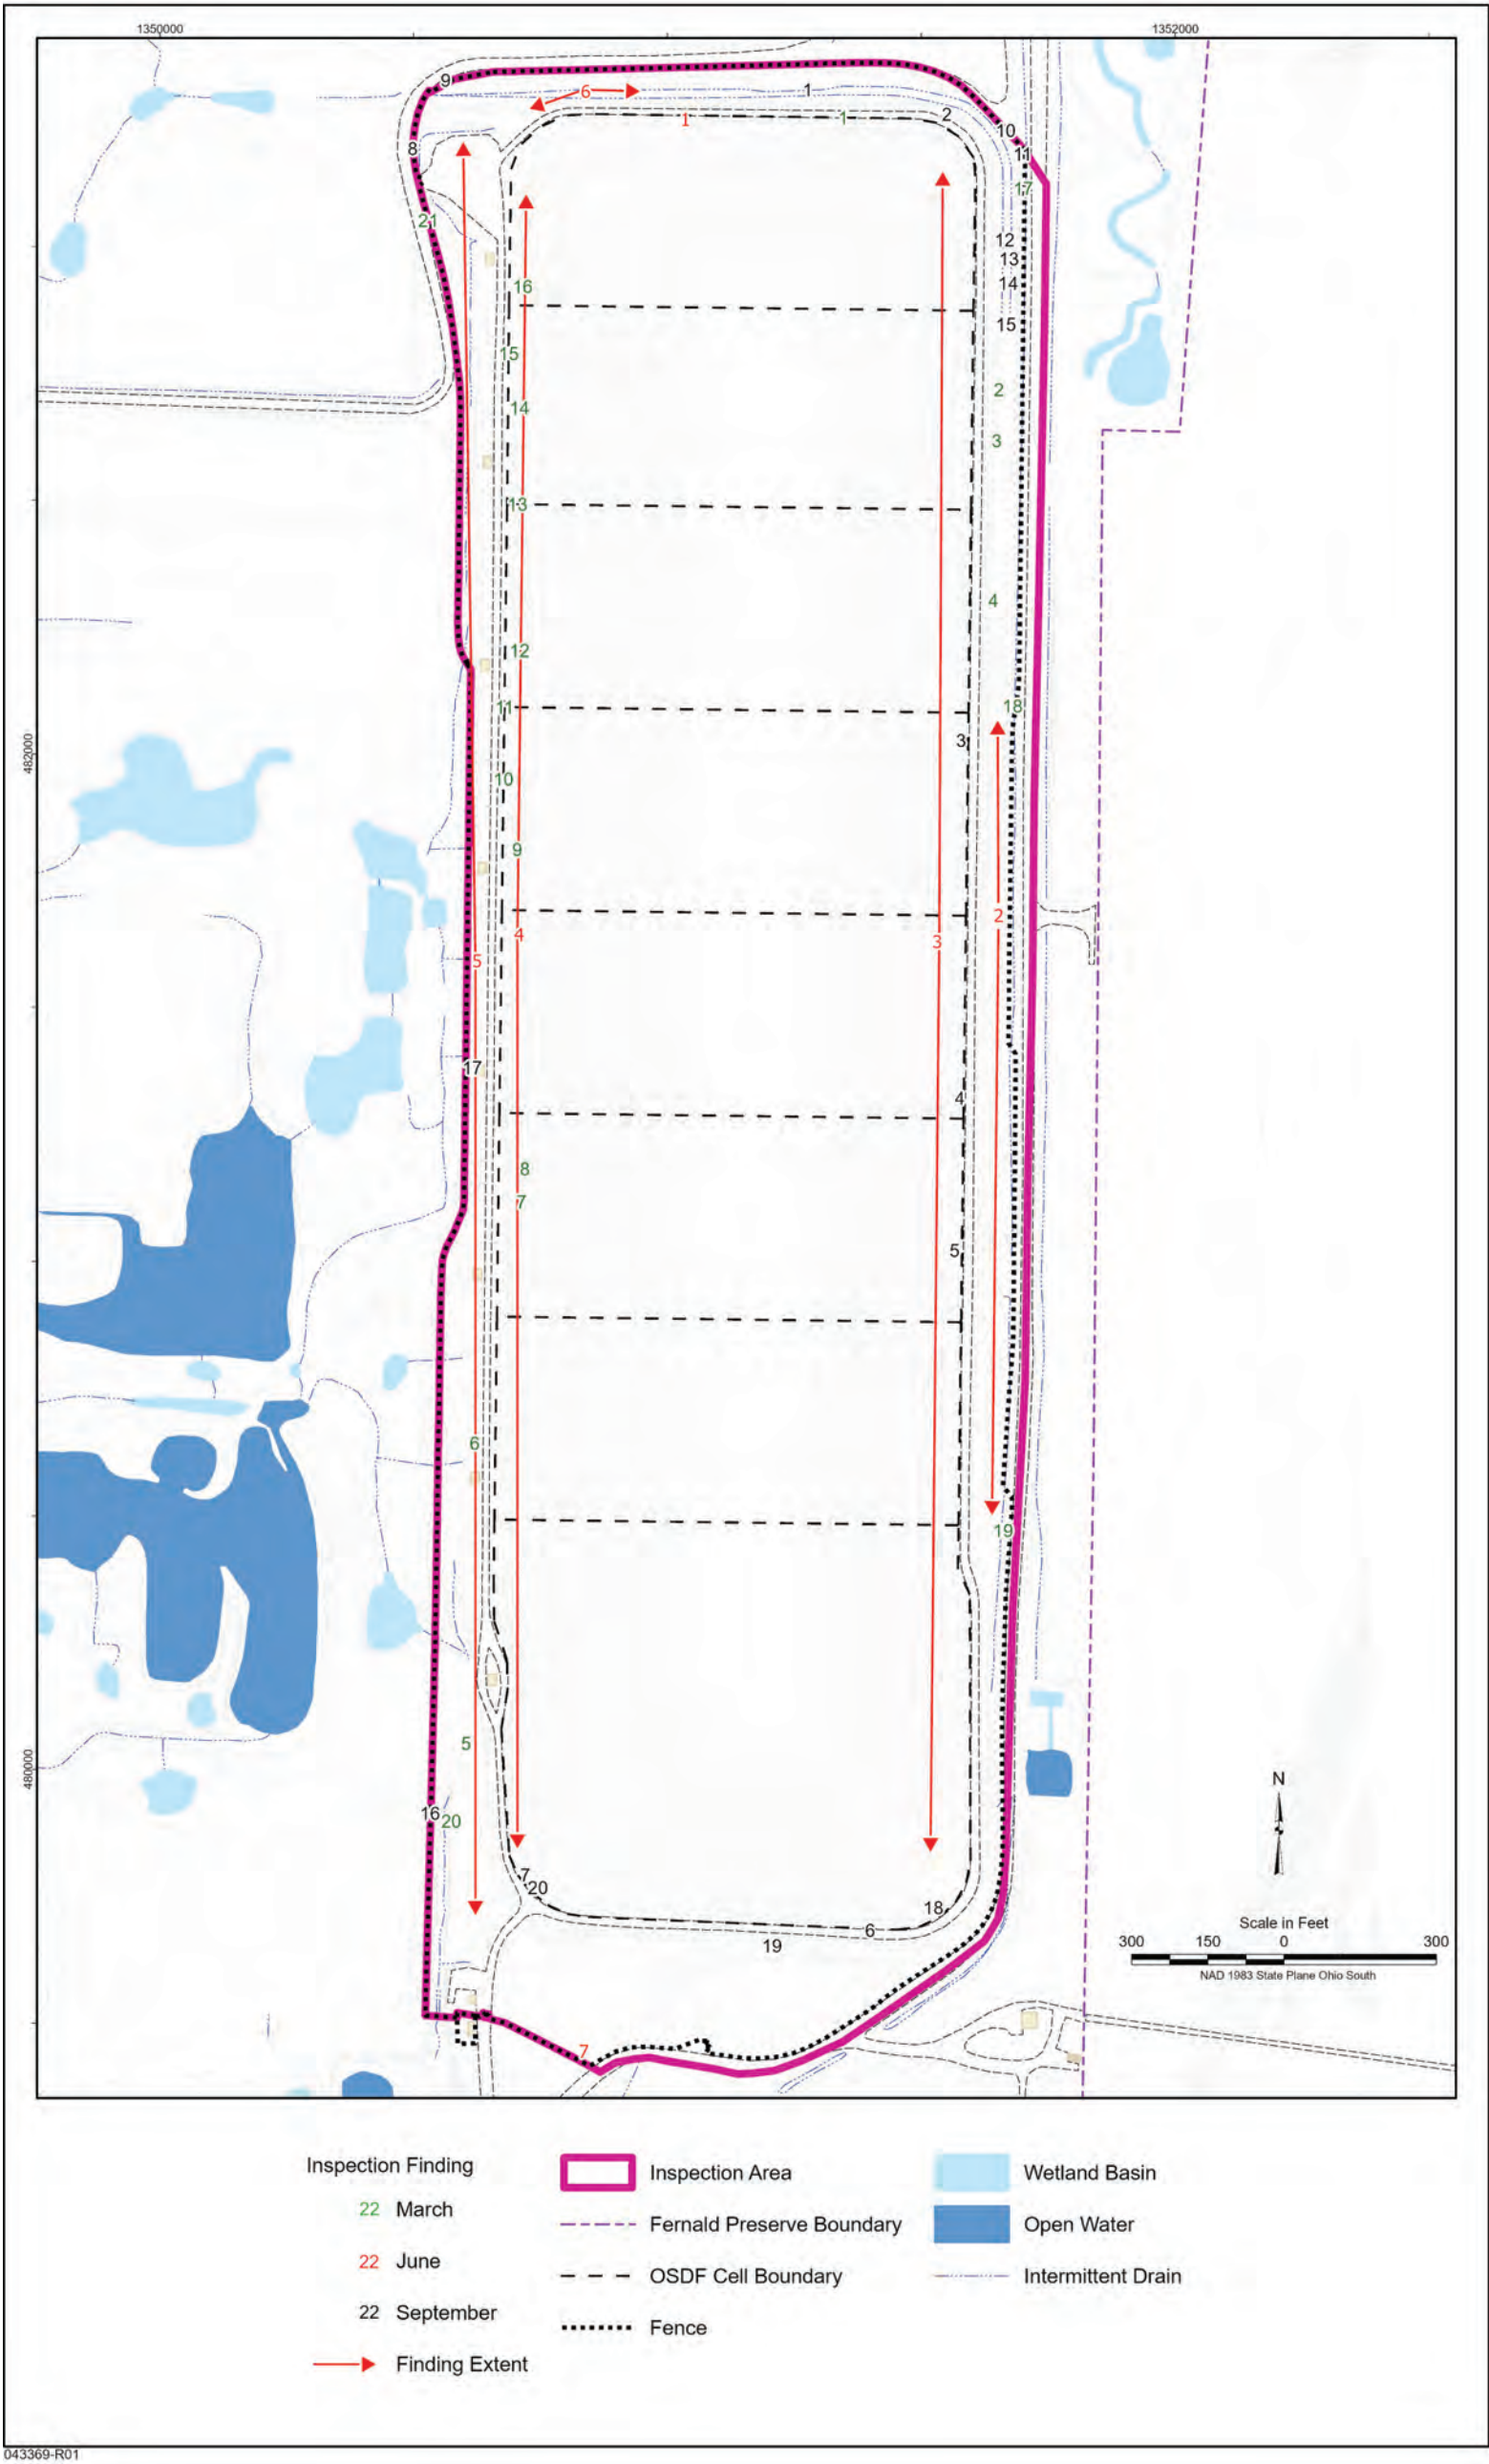 1350000 1352000
9
6 1
1 1 2
10
8 11
17
21
12
13
16 14
15
15
2
14
3
13
4
12
11 18
3
482000
10
9
4 2
5 3
17
4
8
7
5
6
19
5
480000
16 20
7
20
18
6
19
7
N
Scale in Feet
300 150 0 300
NAD 1983 State Plane Ohio South
Inspection Finding
22 March
22 June
22 September
Finding Extent
Inspection Area
Fernald Preserve Boundary
OSDF Cell Boundary
Fence
Wetland Basin
Open Water
Intermittent Drain
043369-R01